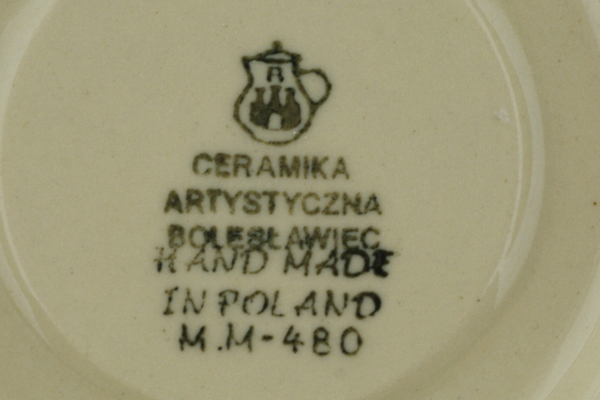 R
CERAMIKA
ARTYSTYCZNA
BOLESŁAWIEC
HAND MADE
IN POLAND
M.M-480